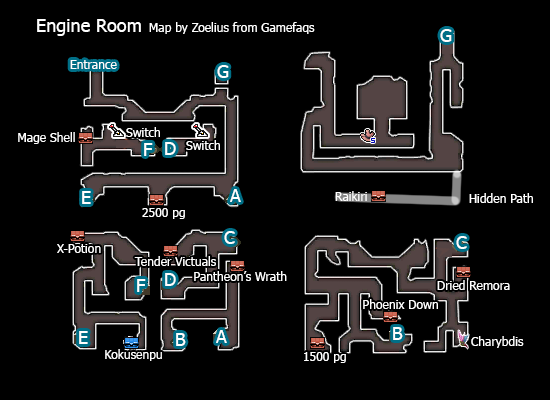 Engine Room Map by Zoelius from Gamefaqs
Entrance
G
Mage Shell
Switch
Switch
F
D
E
A
2500 pg
G
S
Raikiri
Hidden Path
X-Potion
Tender Victuals
C
Pantheon's Wrath
F
D
E
B
A
Kokusenpu
C
Dried Remora
Phoenix Down
B
Charybdis
1500 pg